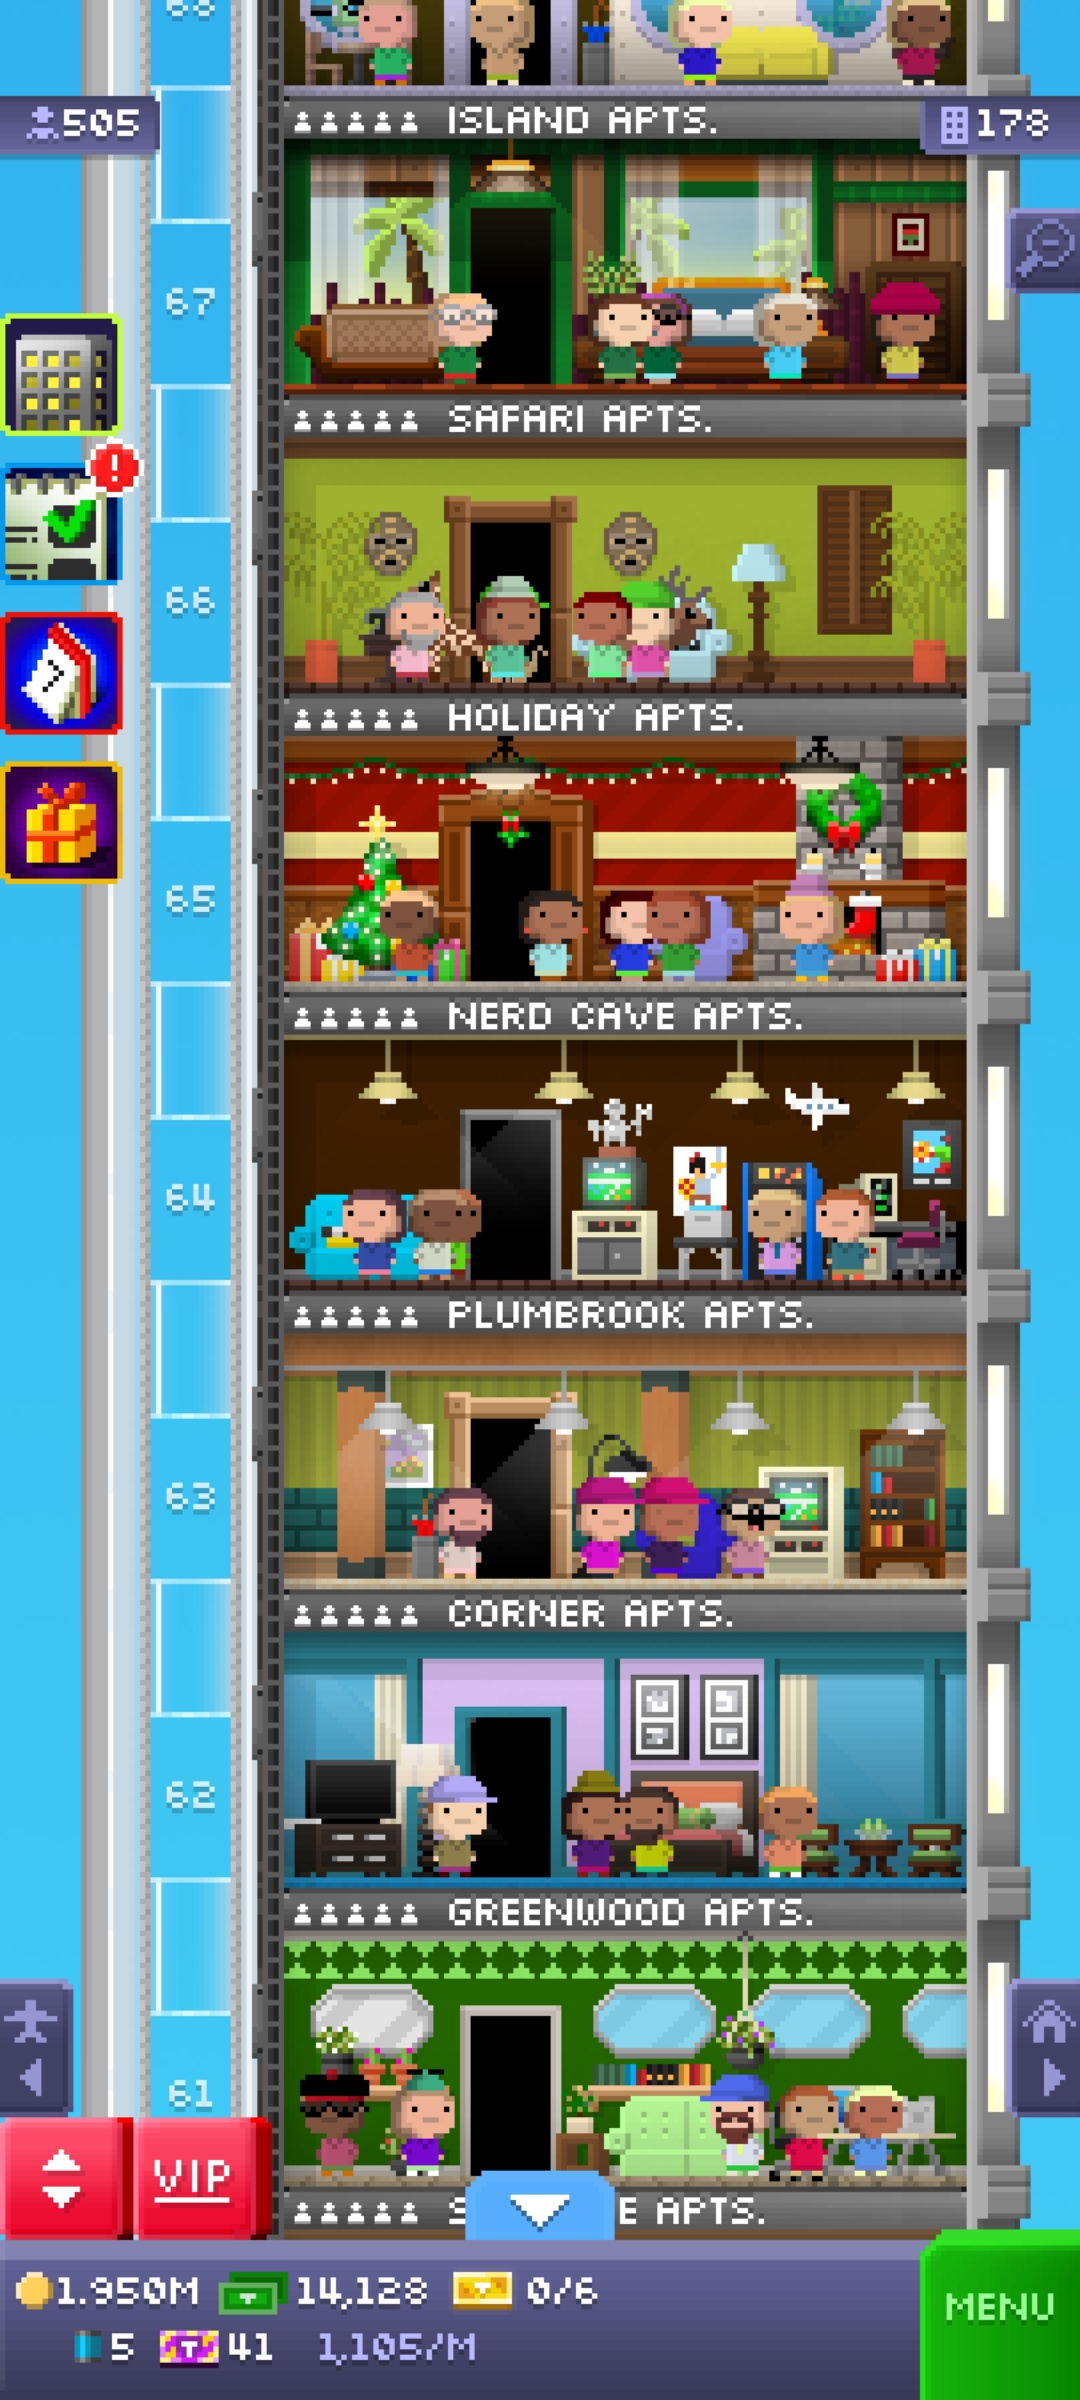 68
505
ISLAND APTS.
178
67
SAFARI APTS.
66
HOLIDAY APTS.
65
NERD CAVE APTS.
64
PLUMBROOK APTS.
63
CORNER APTS.
62
GREENWOOD APTS.
61
VIP
APTS.
1.950M 14,128 0/6
MENU
5 T 41 1,105/M